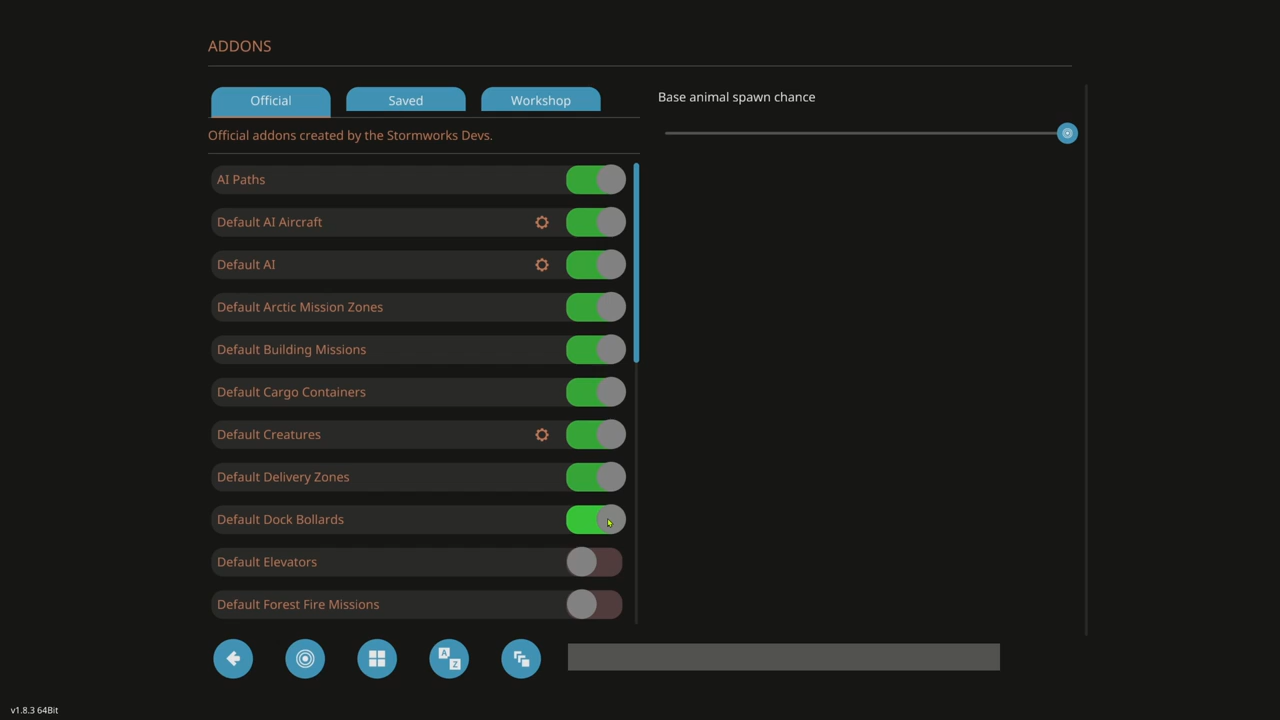 ADDONS
Official
Saved
Workshop
Official addons created by the Stormworks Devs.
AI Paths
Default AI Aircraft
Default AI
Default Arctic Mission Zones
Default Building Missions
Default Cargo Containers
Default Creatures
Default Delivery Zones
Default Dock Bollards
Default Elevators
Default Forest Fire Missions
Base animal spawn chance
A
Z
v1.8.3 64Bit